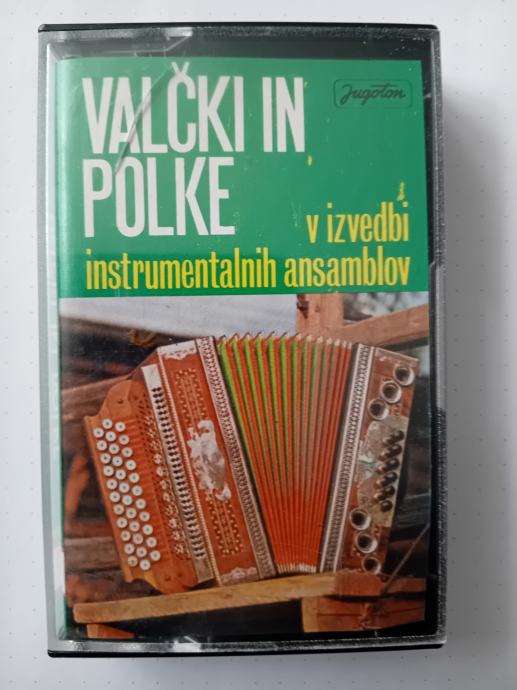 VALČKI IN
Jugoton
POLKE
v izvedbi
instrumentalnih ansamblov